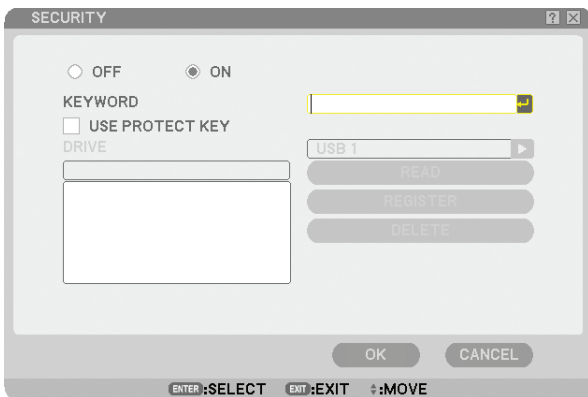 SECURITY
OFF ON
KEYWORD
USE PROTECT KEY
DRIVE USB 1
READ
REGISTER
DELETE
OK CANCEL
ENTER :SELECT EXIT :EXIT :MOVE